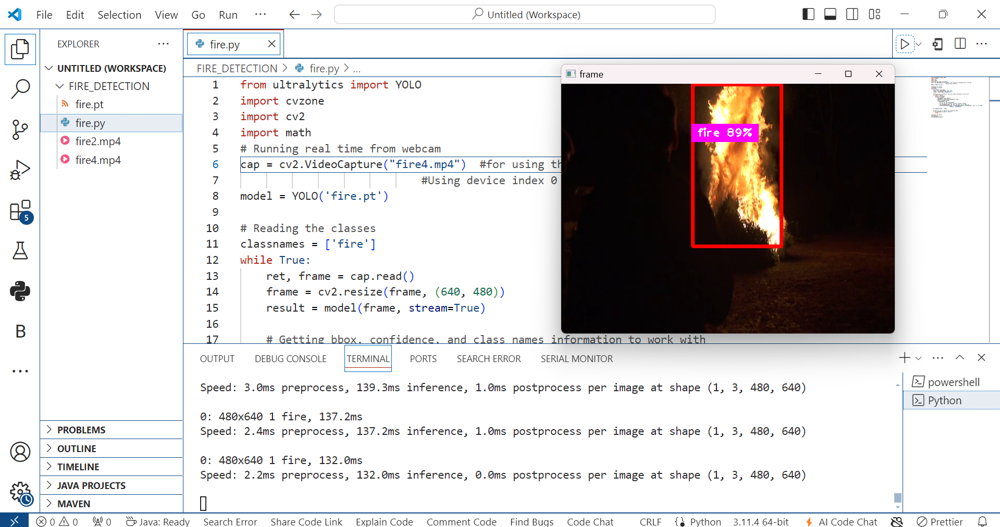 File Edit Selection View Go Run ··· Untitled (Workspace)
EXPLORER ···
UNTITLED (WORKSPACE)
FIRE_DETECTION
fire.pt
fire.py
fire2.mp4
fire4.mp4
PROBLEMS
OUTLINE
TIMELINE
JAVA PROJECTS
MAVEN
5
B
fire.py
FIRE_DETECTION > fire.py > ...
1 from ultralytics import YOLO
2 import cvzone
3 import cv2
4 import math
5 # Running real time from webcam
6 cap = cv2.VideoCapture("fire4.mp4") #for using th
7 #Using device index 0
8 model = YOLO('fire.pt')
9
10 # Reading the classes
11 classnames = ['fire']
12 while True:
13 ret, frame = cap.read()
14 frame = cv2.resize(frame, (640, 480))
15 result = model(frame, stream=True)
16
17 # Getting bbox, confidence, and class names information to work with
frame
fire 89%
OUTPUT DEBUG CONSOLE TERMINAL PORTS SEARCH ERROR SERIAL MONITOR
Speed: 3.0ms preprocess, 139.3ms inference, 1.0ms postprocess per image at shape (1, 3, 480, 640)
0: 480x640 1 fire, 137.2ms
Speed: 2.4ms preprocess, 137.2ms inference, 1.0ms postprocess per image at shape (1, 3, 480, 640)
0: 480x640 1 fire, 132.0ms
Speed: 2.2ms preprocess, 132.0ms inference, 0.0ms postprocess per image at shape (1, 3, 480, 640)
powershell
Python
0 0 0 Java: Ready Search Error Share Code Link Explain Code Comment Code Find Bugs Code Chat CRLF Python 3.11.4 64-bit AI Code Chat Prettier